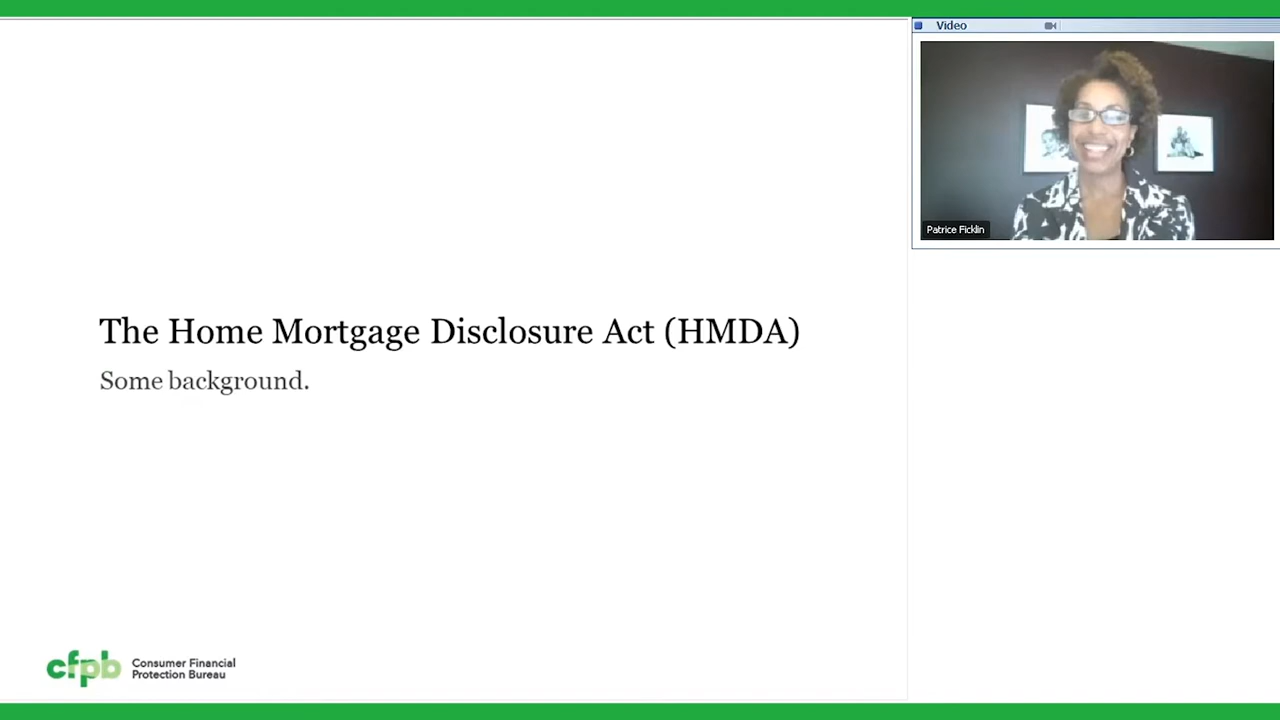 Video
Patrice Ficklin
The Home Mortgage Disclosure Act (HMDA)
Some background.
cfpb
Consumer Financial
Protection Bureau